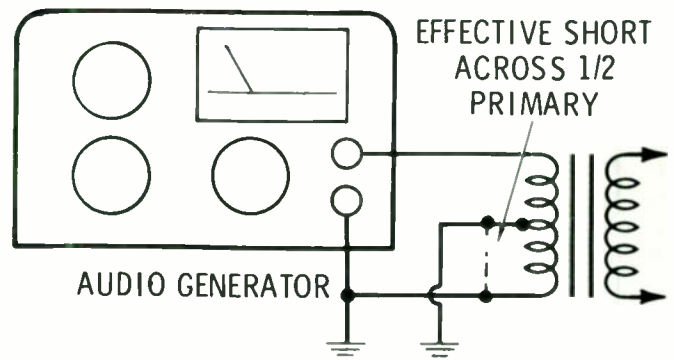 EFFECTIVE SHORT
ACROSS 1/2
PRIMARY
AUDIO GENERATOR